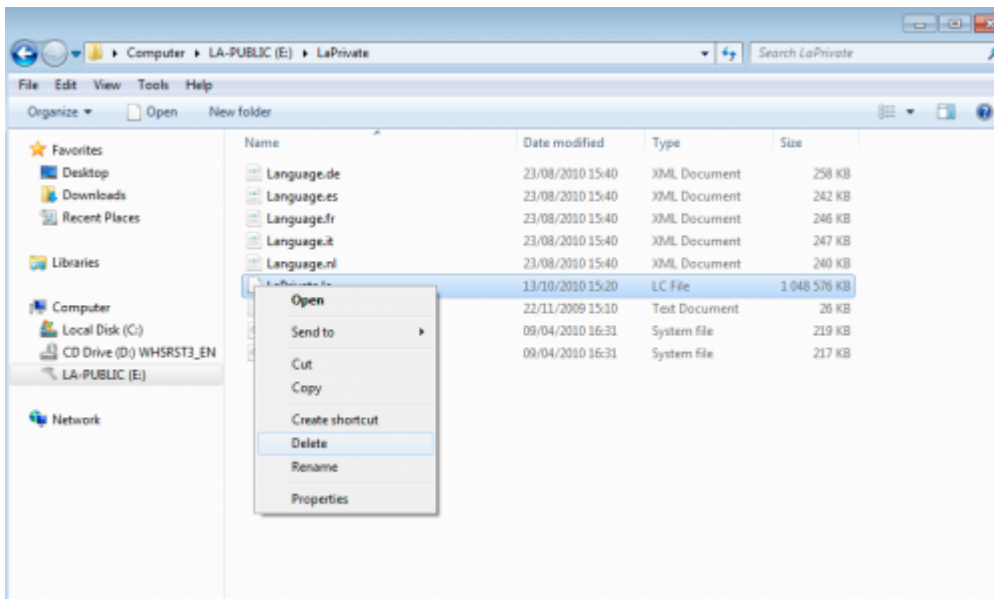 Computer ▸ LA-PUBLIC (E:) ▸ LaPrivate Search LaPrivate
File Edit View Tools Help
Organize Open New folder
Name Date modified Type Size
Favorites
Desktop
Downloads
Recent Places
Libraries
Computer
Local Disk (C:)
CD Drive (D:) WHSRST3_EN
LA-PUBLIC (E:)
Network
Language.de 23/08/2010 15:40 XML Document 258 KB
Language.es 23/08/2010 15:40 XML Document 242 KB
Language.fr 23/08/2010 15:40 XML Document 246 KB
Language.it 23/08/2010 15:40 XML Document 247 KB
Language.nl 23/08/2010 15:40 XML Document 240 KB
13/10/2010 15:20 LC File 1 048 576 KB
22/11/2009 15:10 Text Document 26 KB
09/04/2010 16:31 System file 219 KB
09/04/2010 16:31 System file 217 KB
Open
Send to
Cut
Copy
Create shortcut
Delete
Rename
Properties